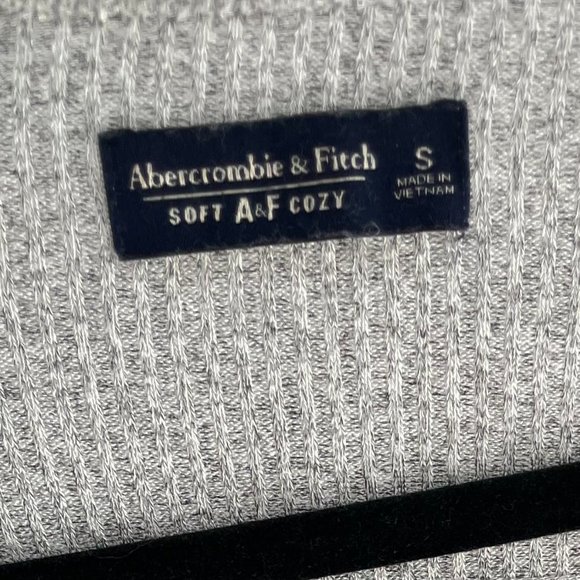 Abercrombie & Fitch
SOFT A&F COZY
S
MADE IN
VIETNAM